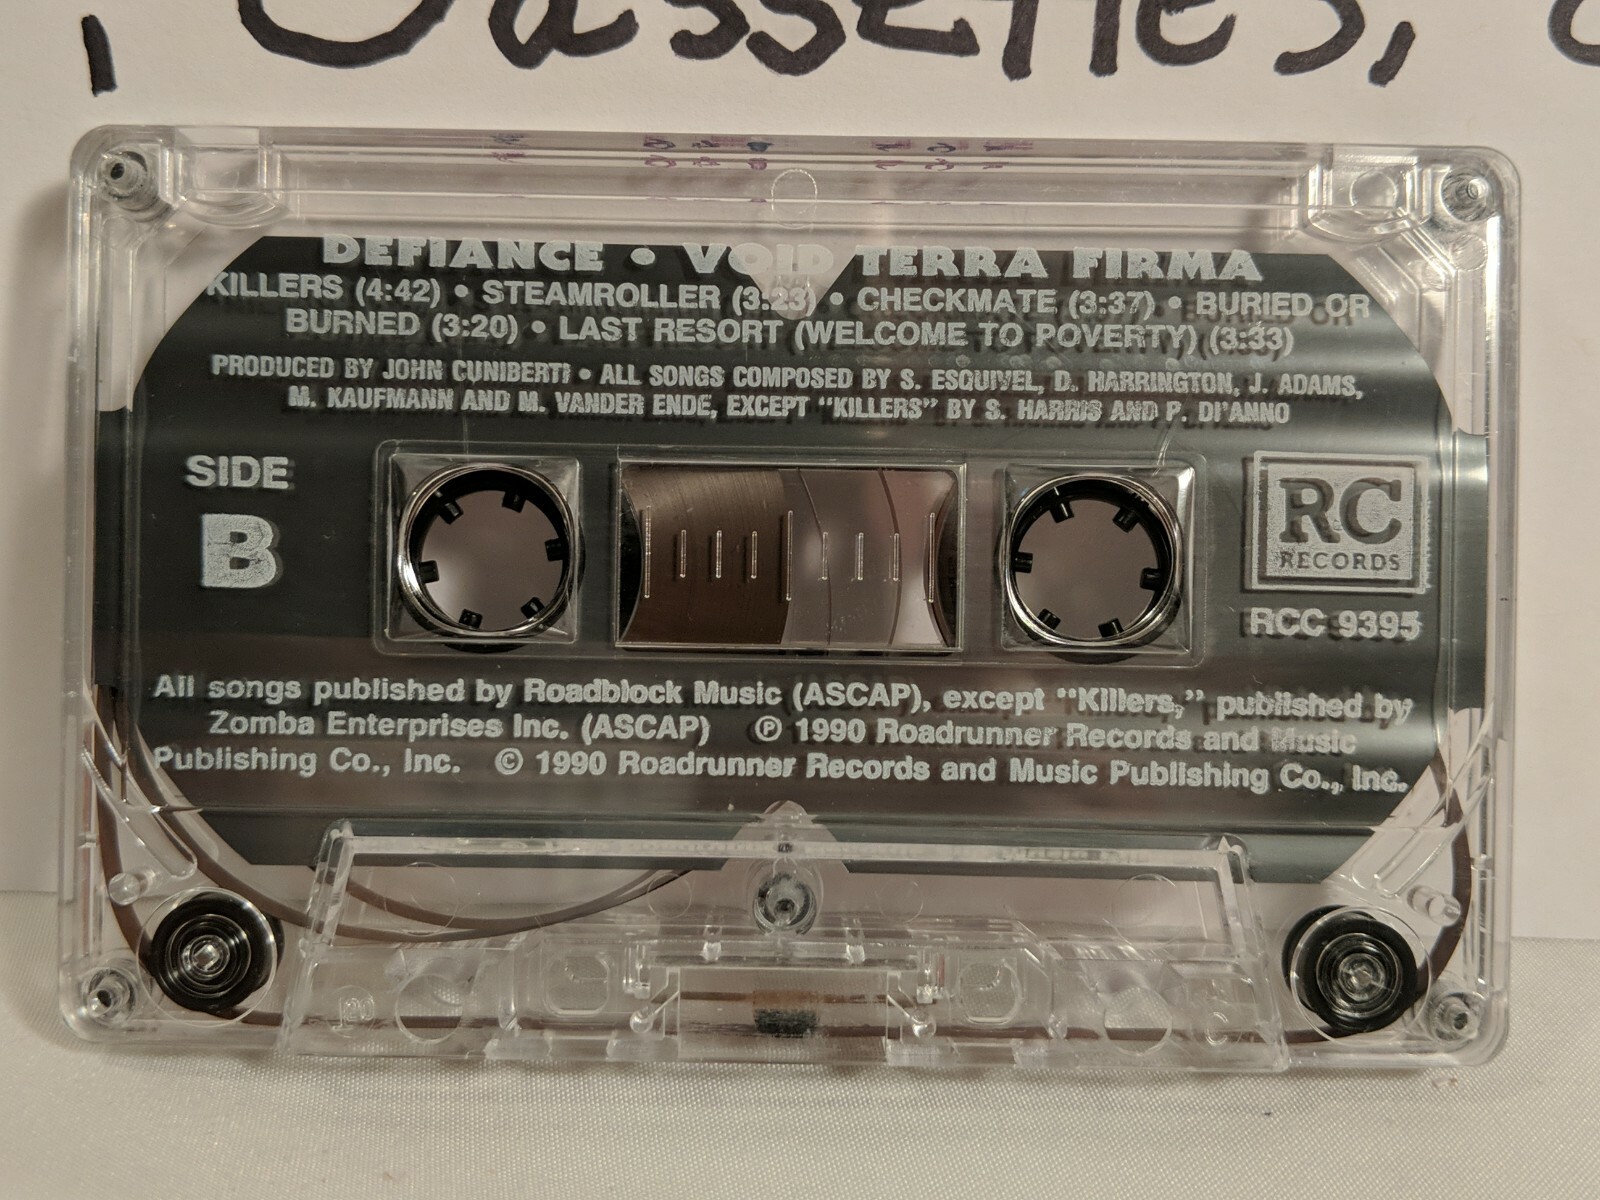 , Cassettes,
DEFIANCE • VOID TERRA FIRMA
KILLERS (4:42) • STEAMROLLER (3:23) • CHECKMATE (3:37) • BURIED OR
BURNED (3:20) • LAST RESORT (WELCOME TO POVERTY) (3:33)
PRODUCED BY JOHN CUNIBERTI • ALL SONGS COMPOSED BY S. ESQUIVEL, D. HARRINGTON, J. ADAMS,
M. KAUFMANN AND M. VANDER ENDE, EXCEPT "KILLERS" BY S. HARRIS AND P. DI'ANNO
SIDE
B
RC
RECORDS
RCC 9395
All songs published by Roadblock Music (ASCAP), except "Killers," published by
Zomba Enterprises Inc. (ASCAP) ℗ 1990 Roadrunner Records and Music
Publishing Co., Inc. © 1990 Roadrunner Records and Music Publishing Co., Inc.